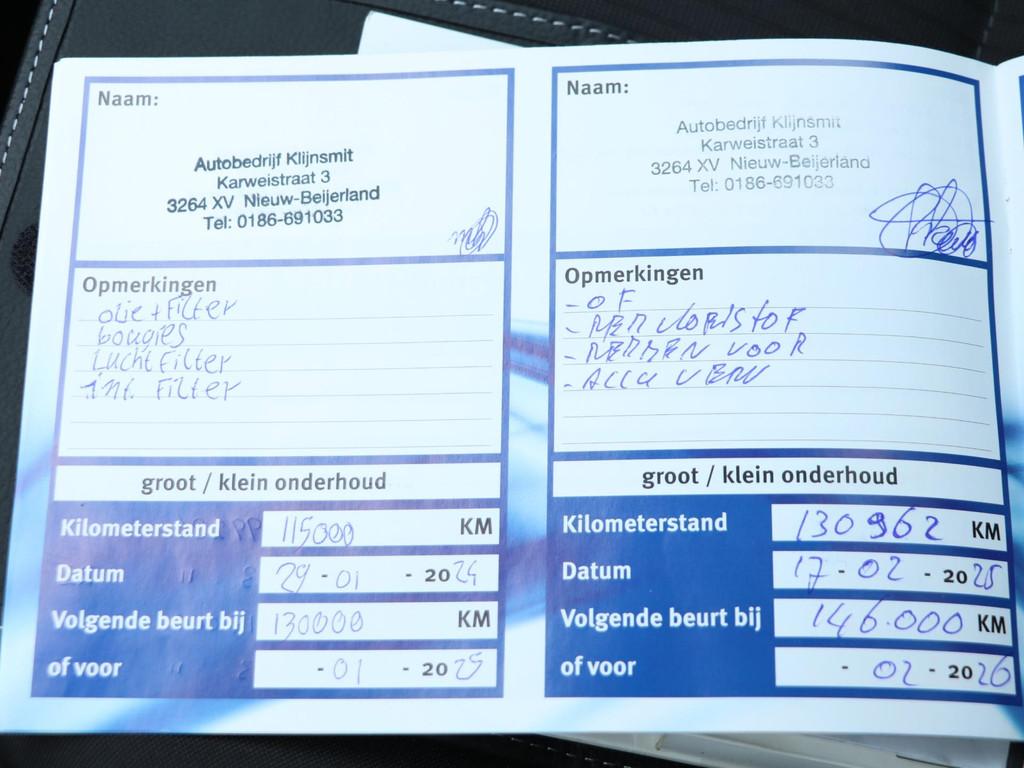 Naam:
Autobedrijf Klijnsmit
Karweistraat 3
3264 XV Nieuw-Beijerland
Tel: 0186-691033
Opmerkingen
olie + Filter
bougies
Lucht Filter
int. Filter
groot / klein onderhoud
Kilometerstand 115000 KM
Datum 29 - 01 - 2024
Volgende beurt bij 130000 KM
of voor - 01 - 2025
Naam:
Autobedrijf Klijnsmit
Karweistraat 3
3264 XV Nieuw-Beijerland
Tel: 0186-691033
Opmerkingen
- OF
- REMVLOEISTOF
- REMMEN VOOR
- ACCU VERV
groot / klein onderhoud
Kilometerstand 130962 KM
Datum 17 - 02 - 2025
Volgende beurt bij 146.000 KM
of voor - 02 - 2026